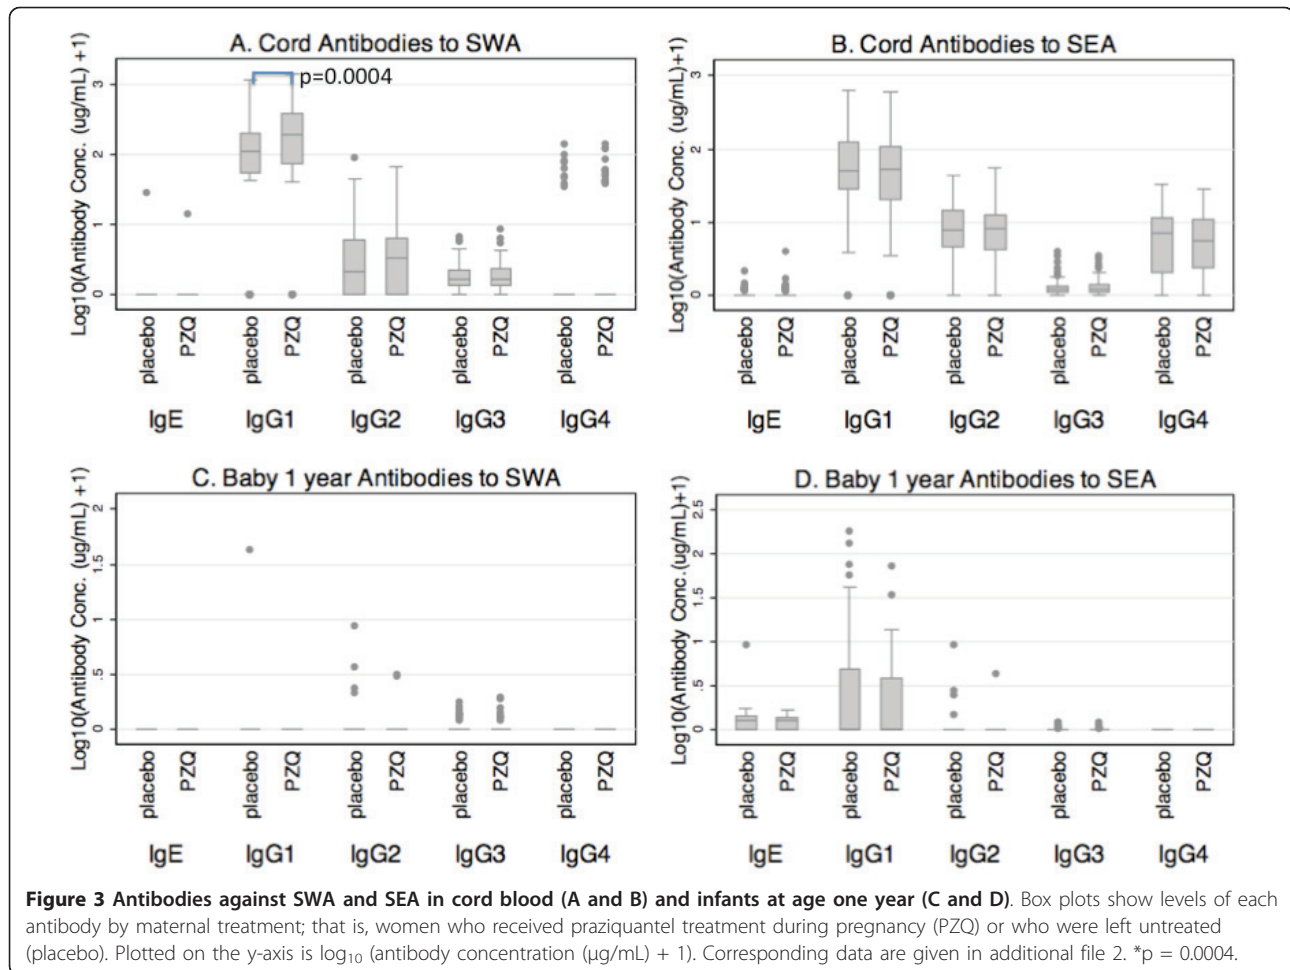 A. Cord Antibodies to SWA
Log10(Antibody Conc. (ug/mL) +1)
3
2
1
0
p=0.0004
placebo PZQ placebo PZQ placebo PZQ placebo PZQ placebo PZQ
IgE IgG1 IgG2 IgG3 IgG4
B. Cord Antibodies to SEA
Log10(Antibody Conc. (ug/mL)+1)
3
2
1
0
placebo PZQ placebo PZQ placebo PZQ placebo PZQ placebo PZQ
IgE IgG1 IgG2 IgG3 IgG4
C. Baby 1 year Antibodies to SWA
Log10(Antibody Conc. (ug/mL) +1)
2
1.5
1
.5
0
placebo PZQ placebo PZQ placebo PZQ placebo PZQ placebo PZQ
IgE IgG1 IgG2 IgG3 IgG4
D. Baby 1 year Antibodies to SEA
Log10(Antibody Conc.(ug/mL)+1)
2.5
2
1.5
1
.5
0
placebo PZQ placebo PZQ placebo PZQ placebo PZQ placebo PZQ
IgE IgG1 IgG2 IgG3 IgG4
Figure 3 Antibodies against SWA and SEA in cord blood (A and B) and infants at age one year (C and D). Box plots show levels of each
antibody by maternal treatment; that is, women who received praziquantel treatment during pregnancy (PZQ) or who were left untreated
(placebo). Plotted on the y-axis is log₁₀ (antibody concentration (μg/mL) + 1). Corresponding data are given in additional file 2. *p = 0.0004.